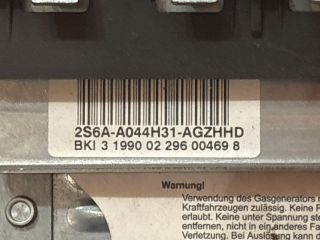 2S6A-A044H31-AGZHHD
BKI 3 1990 02 296 00469 8
Warnung!
Verwendung des Gasgenerators
Kraftfahrzeugen zulässig. Keine
erlaubt. Keine unter Spannung
entfernen, nicht in ein anderes
Verletzung. Bei Auslösung kann